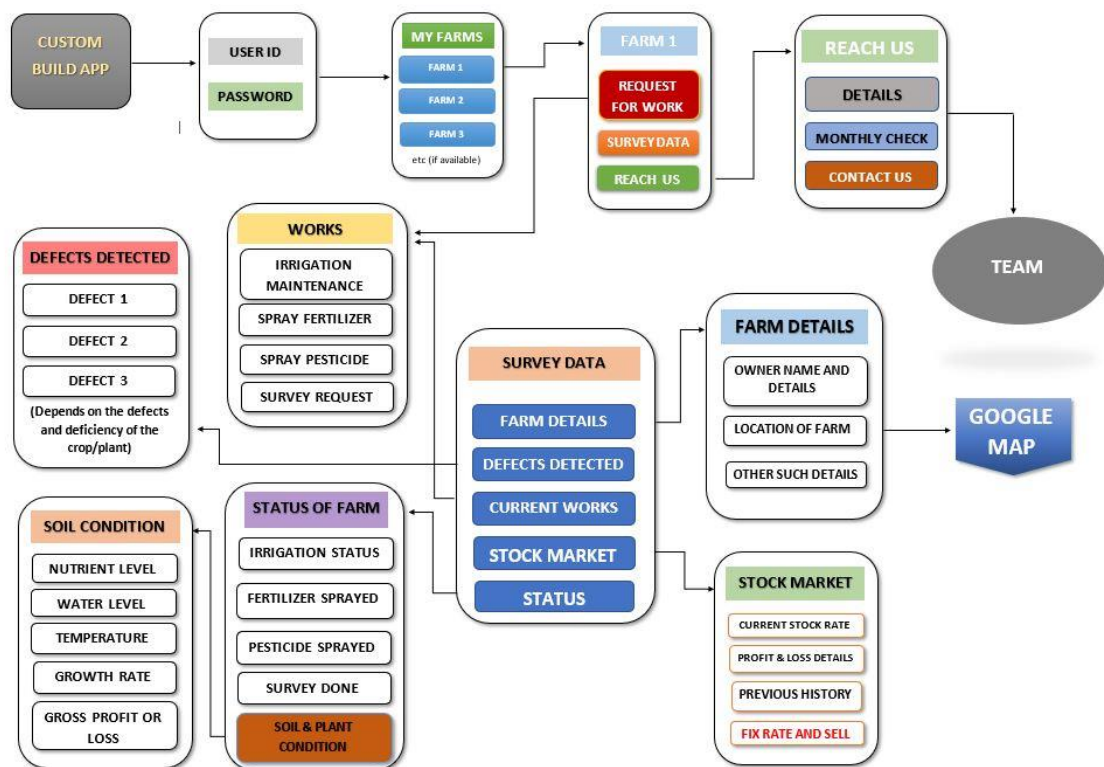 CUSTOM
BUILD APP
USER ID
PASSWORD
MY FARMS
FARM 1
FARM 2
FARM 3
etc (if available)
FARM 1
REQUEST
FOR WORK
SURVEY DATA
REACH US
REACH US
DETAILS
MONTHLY CHECK
CONTACT US
TEAM
DEFECTS DETECTED
DEFECT 1
DEFECT 2
DEFECT 3
(Depends on the defects
and deficiency of the
crop/plant)
WORKS
IRRIGATION
MAINTENANCE
SPRAY FERTILIZER
SPRAY PESTICIDE
SURVEY REQUEST
SURVEY DATA
FARM DETAILS
DEFECTS DETECTED
CURRENT WORKS
STOCK MARKET
STATUS
FARM DETAILS
OWNER NAME AND
DETAILS
LOCATION OF FARM
OTHER SUCH DETAILS
GOOGLE
MAP
SOIL CONDITION
NUTRIENT LEVEL
WATER LEVEL
TEMPERATURE
GROWTH RATE
GROSS PROFIT OR
LOSS
STATUS OF FARM
IRRIGATION STATUS
FERTILIZER SPRAYED
PESTICIDE SPRAYED
SURVEY DONE
SOIL & PLANT
CONDITION
STOCK MARKET
CURRENT STOCK RATE
PROFIT & LOSS DETAILS
PREVIOUS HISTORY
FIX RATE AND SELL